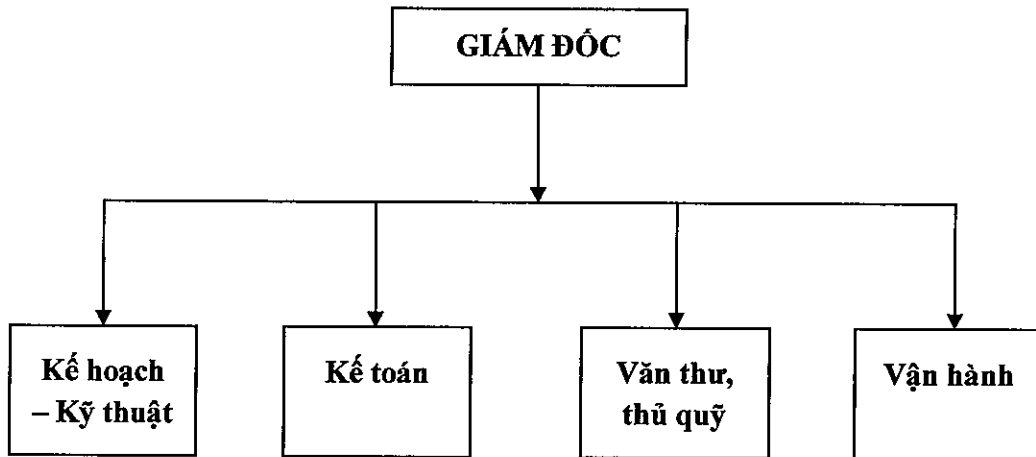 GIÁM ĐỐC
Kế hoạch
– Kỹ thuật
Kế toán
Văn thư,
thủ quỹ
Vận hành